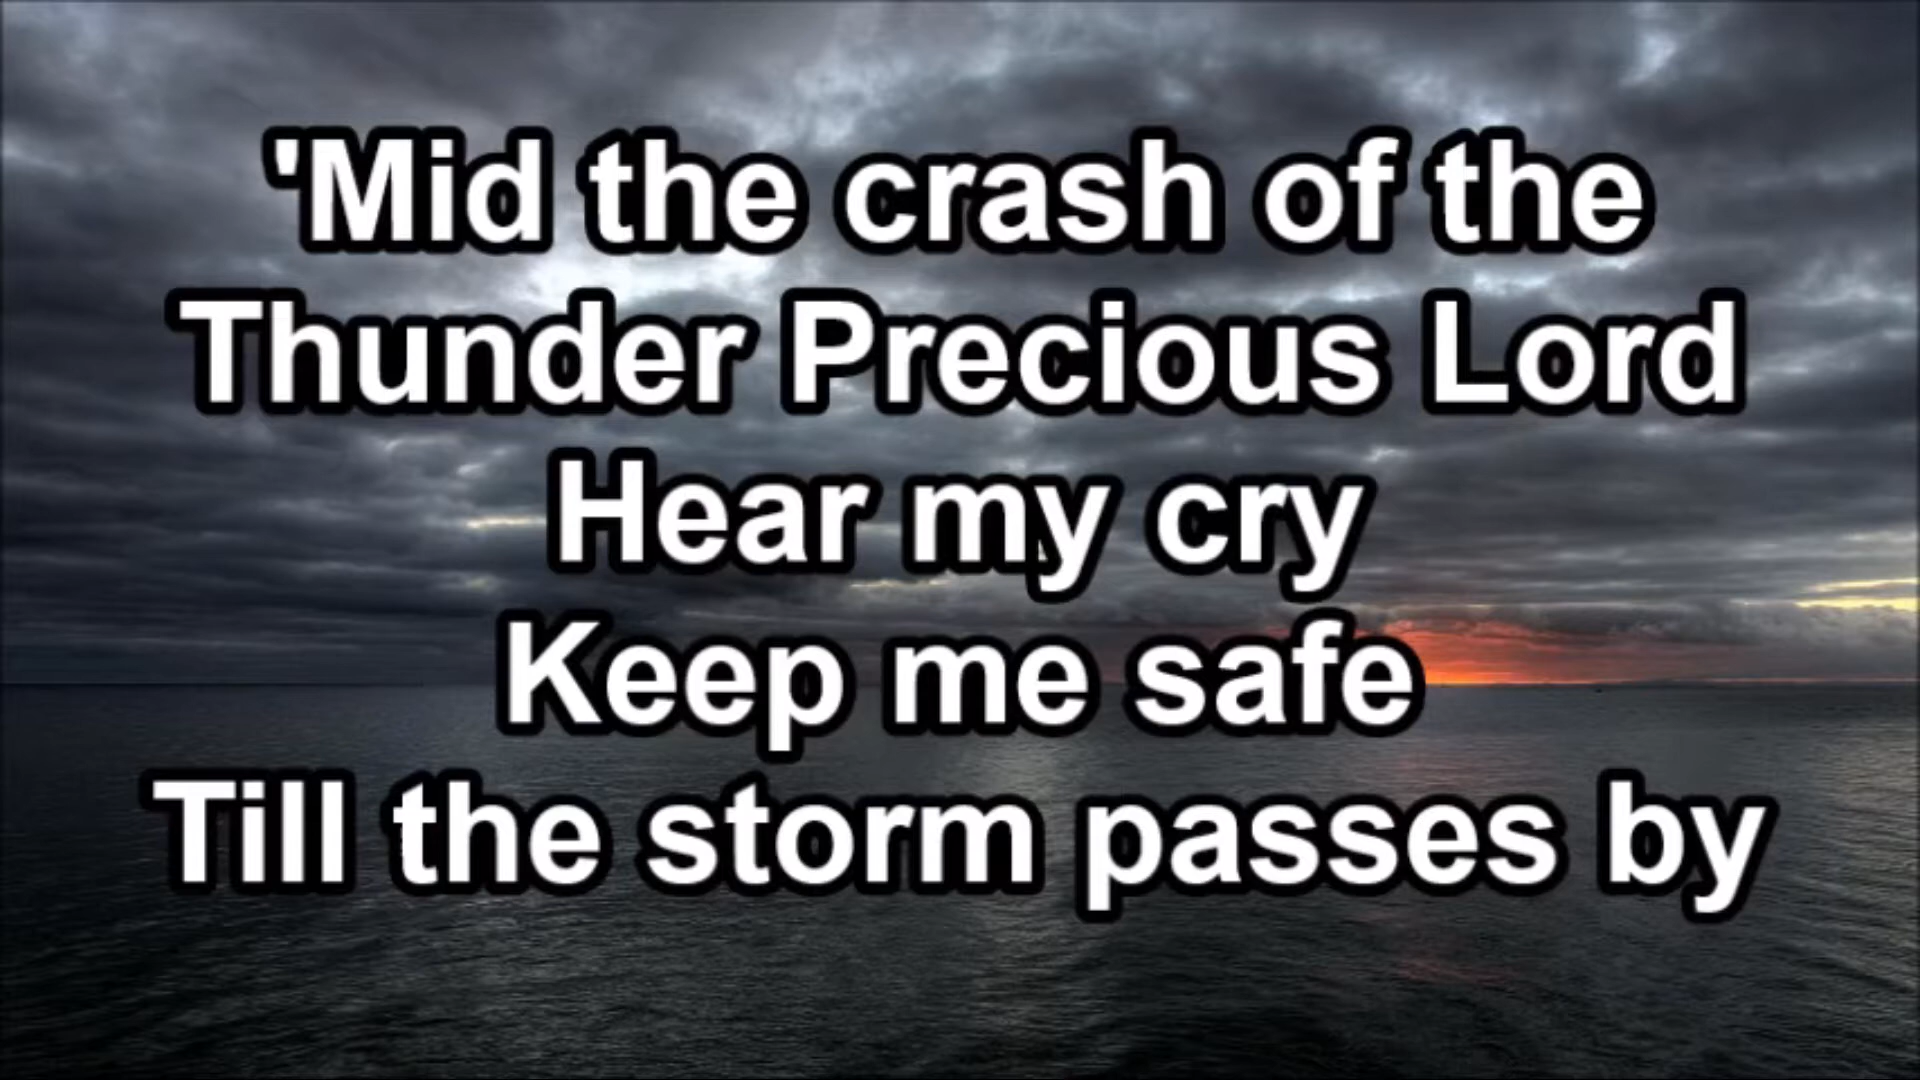 'Mid the crash of the
Thunder Precious Lord
Hear my cry
Keep me safe
Till the storm passes by